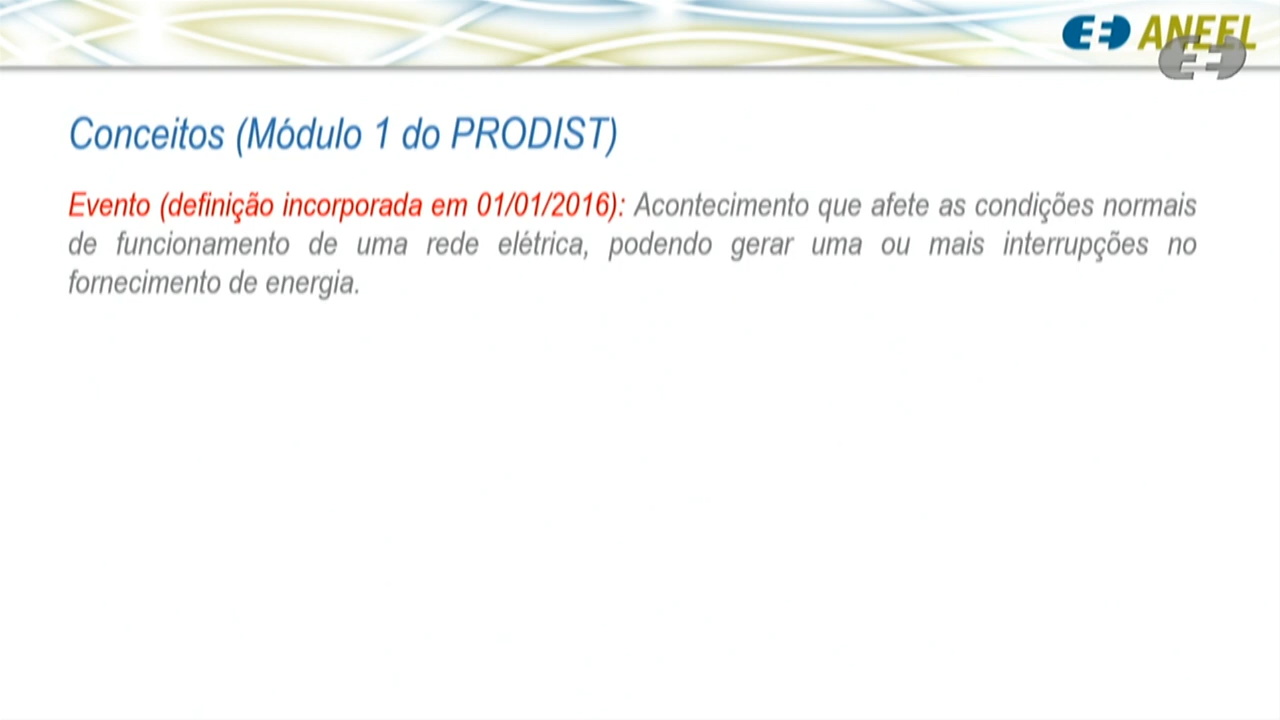 ANEEL
Conceitos (Módulo 1 do PRODIST)
Evento (definição incorporada em 01/01/2016): Acontecimento que afete as condições normais
de funcionamento de uma rede elétrica, podendo gerar uma ou mais interrupções no
fornecimento de energia.